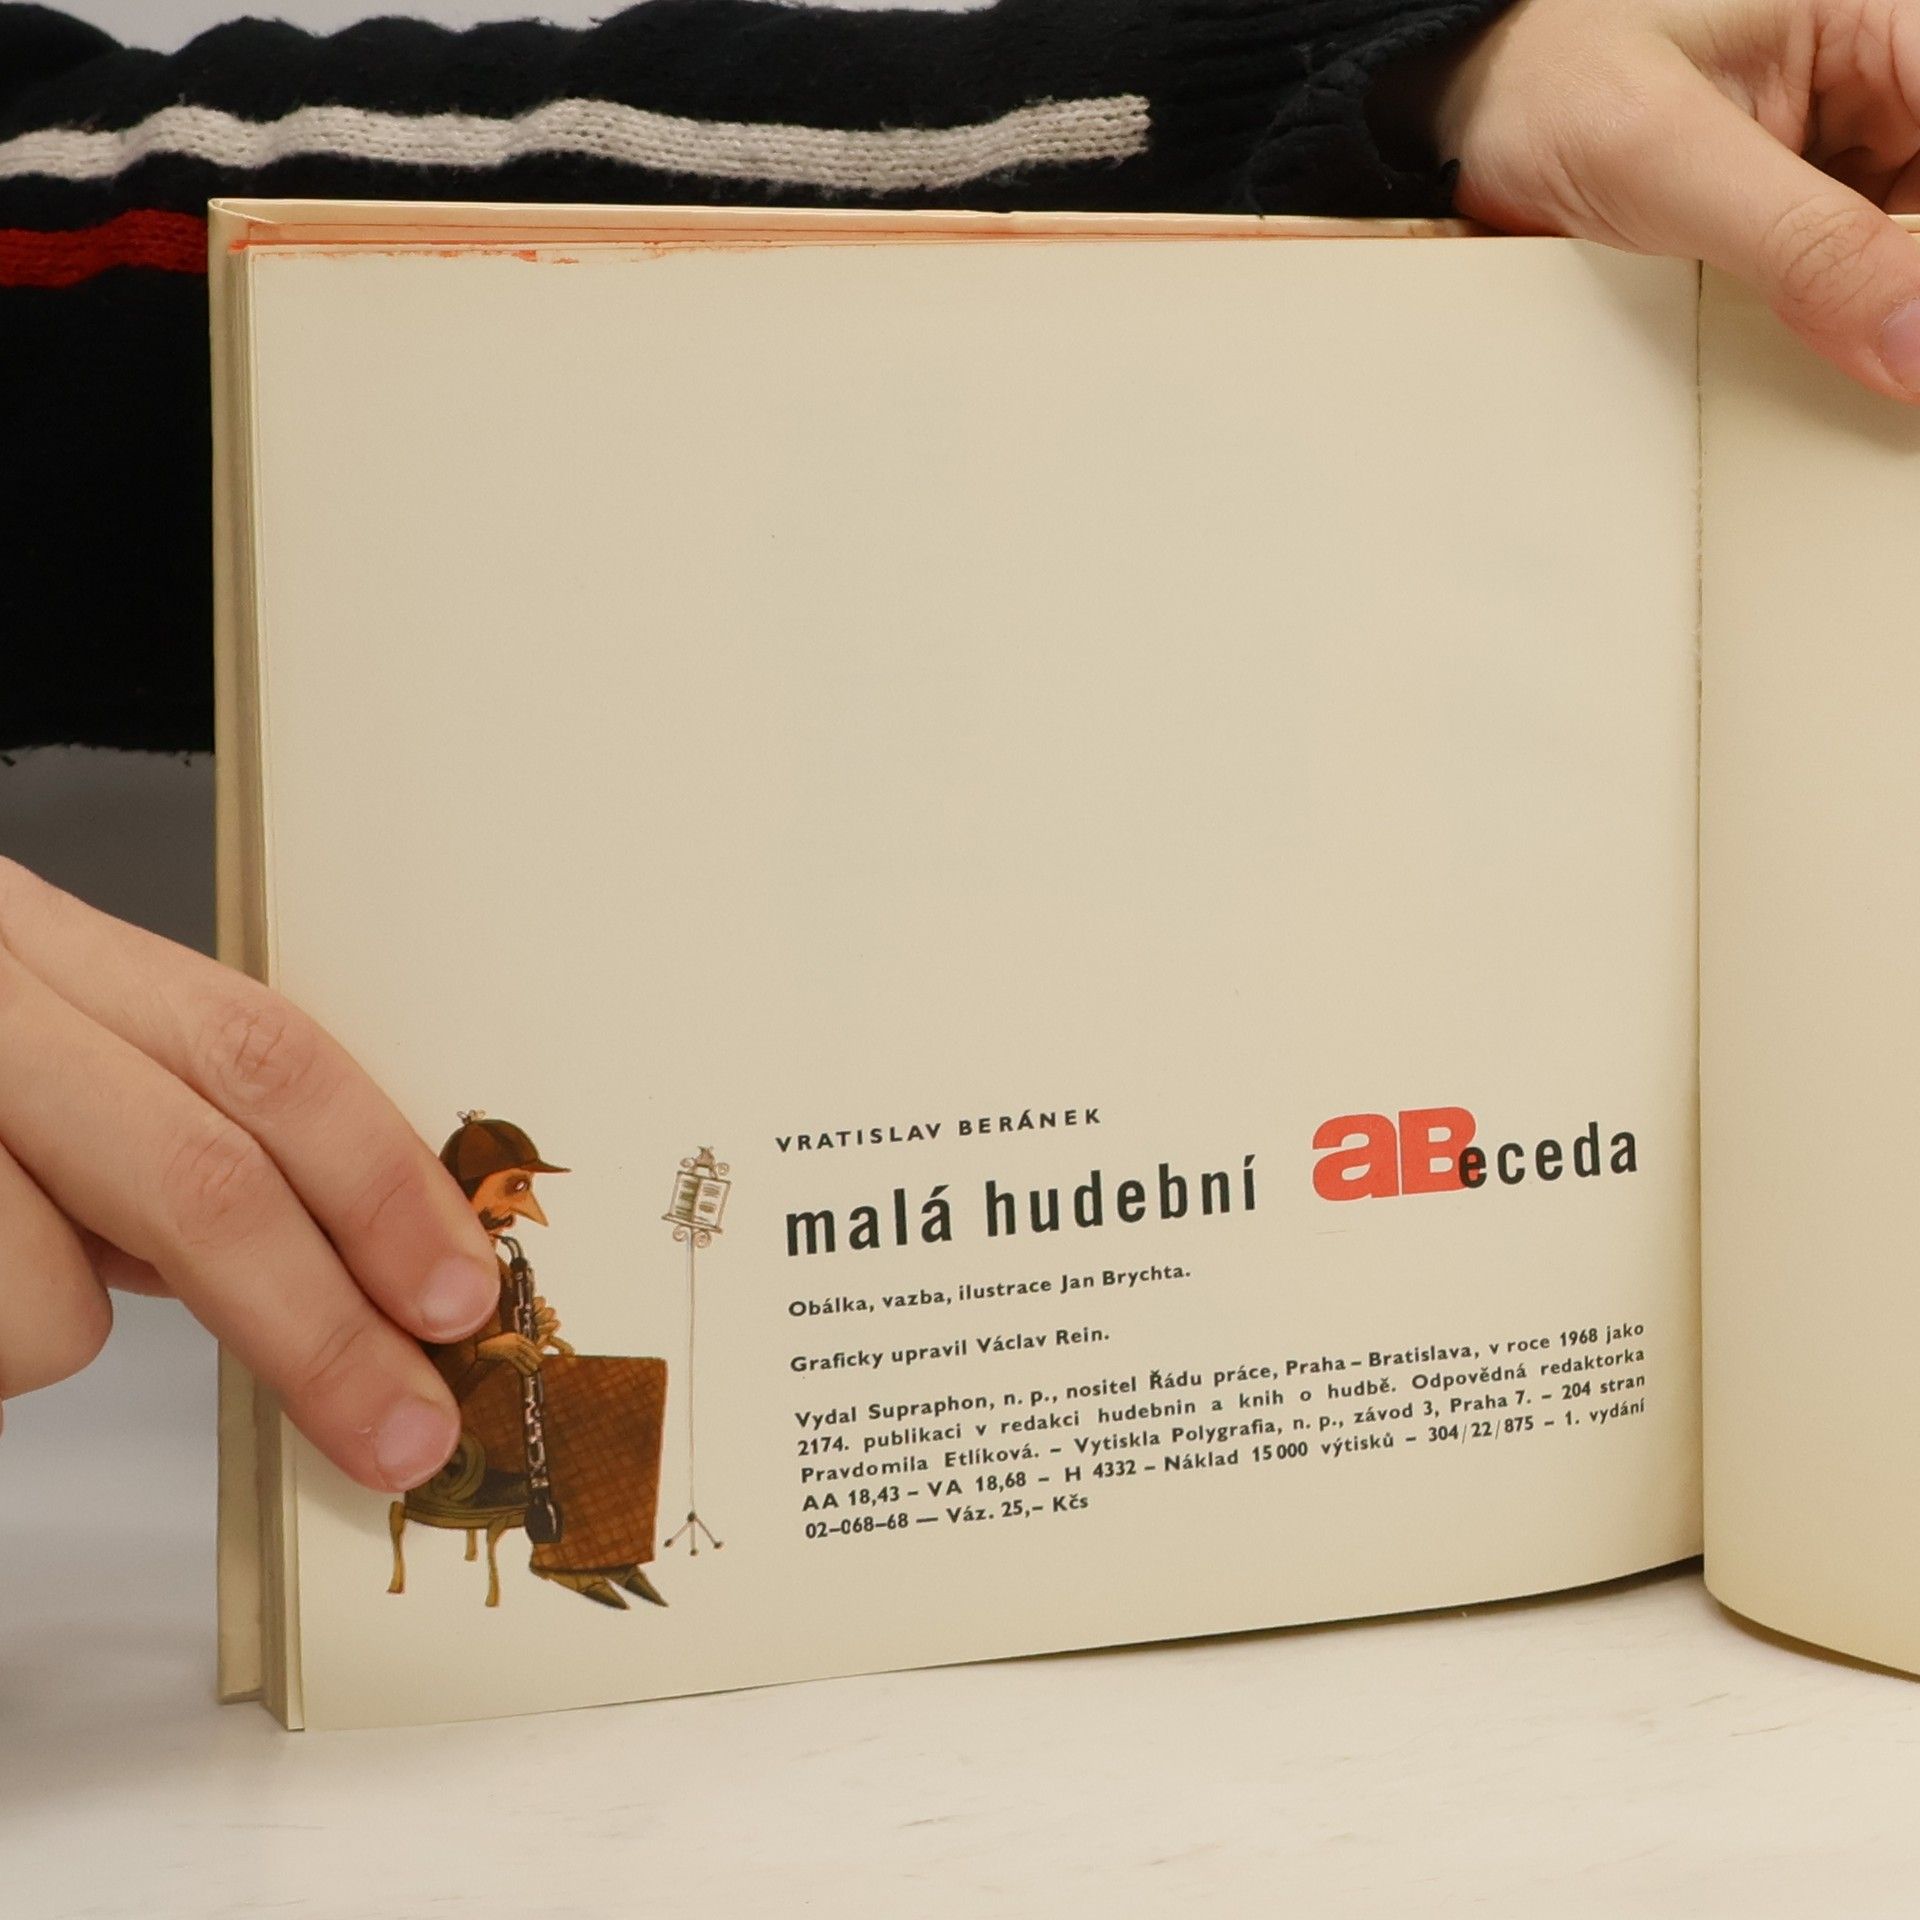 VRATISLAV BERÁNEK
malá hudební aBeceda
Obálka, vazba, ilustrace Jan Brychta.
Graficky upravil Václav Rein.
Vydal Supraphon, n. p., nositel Řádu práce, Praha – Bratislava, v roce 1968 jako
2174. publikaci v redakci hudebnin a knih o hudbě. Odpovědná redaktorka
Pravdomila Etlíková. – Vytiskla Polygrafia, n. p., závod 3, Praha 7. – 204 stran
AA 18,43 – VA 18,68 – H 4332 – Náklad 15 000 výtisků – 304/22/875 – 1. vydání
02–068–68 — Váz. 25,– Kčs